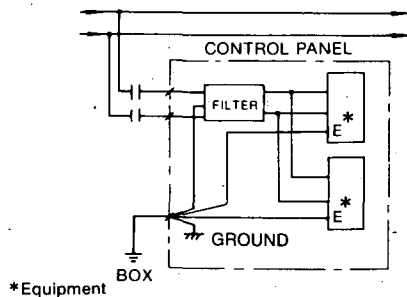 CONTROL PANEL
FILTER
*
E
*
E
GROUND
BOX
*Equipment